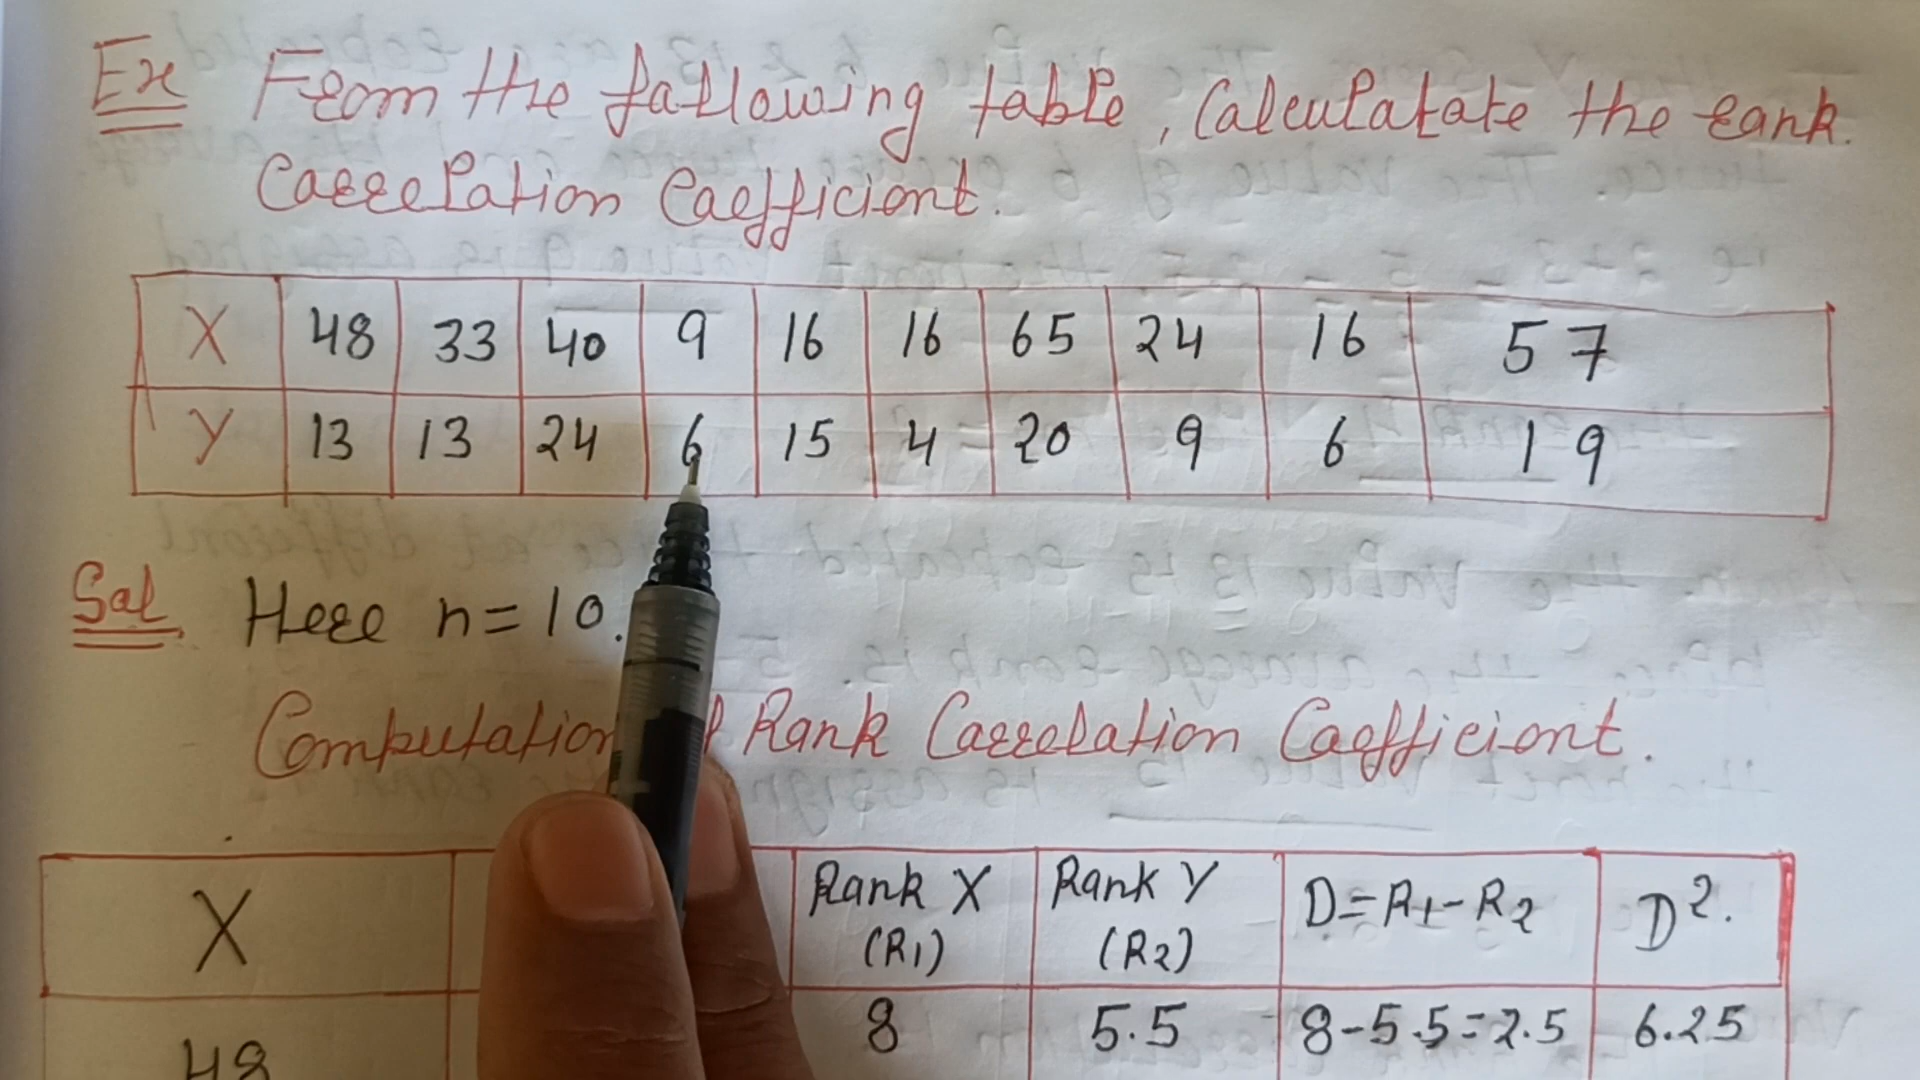 Ex From the following table, Calculatate the rank.
Correlation Coefficient.
X 48 33 40 9 16 16 65 24 16 57
Y 13 13 24 6 15 4 20 9 6 19
Sol. Here n=10.
Computation Rank Correlation Coefficient.
X Rank X (R1) Rank Y (R2) D=R1-R2 D2.
48 8 5.5 8-5.5=2.5 6.25